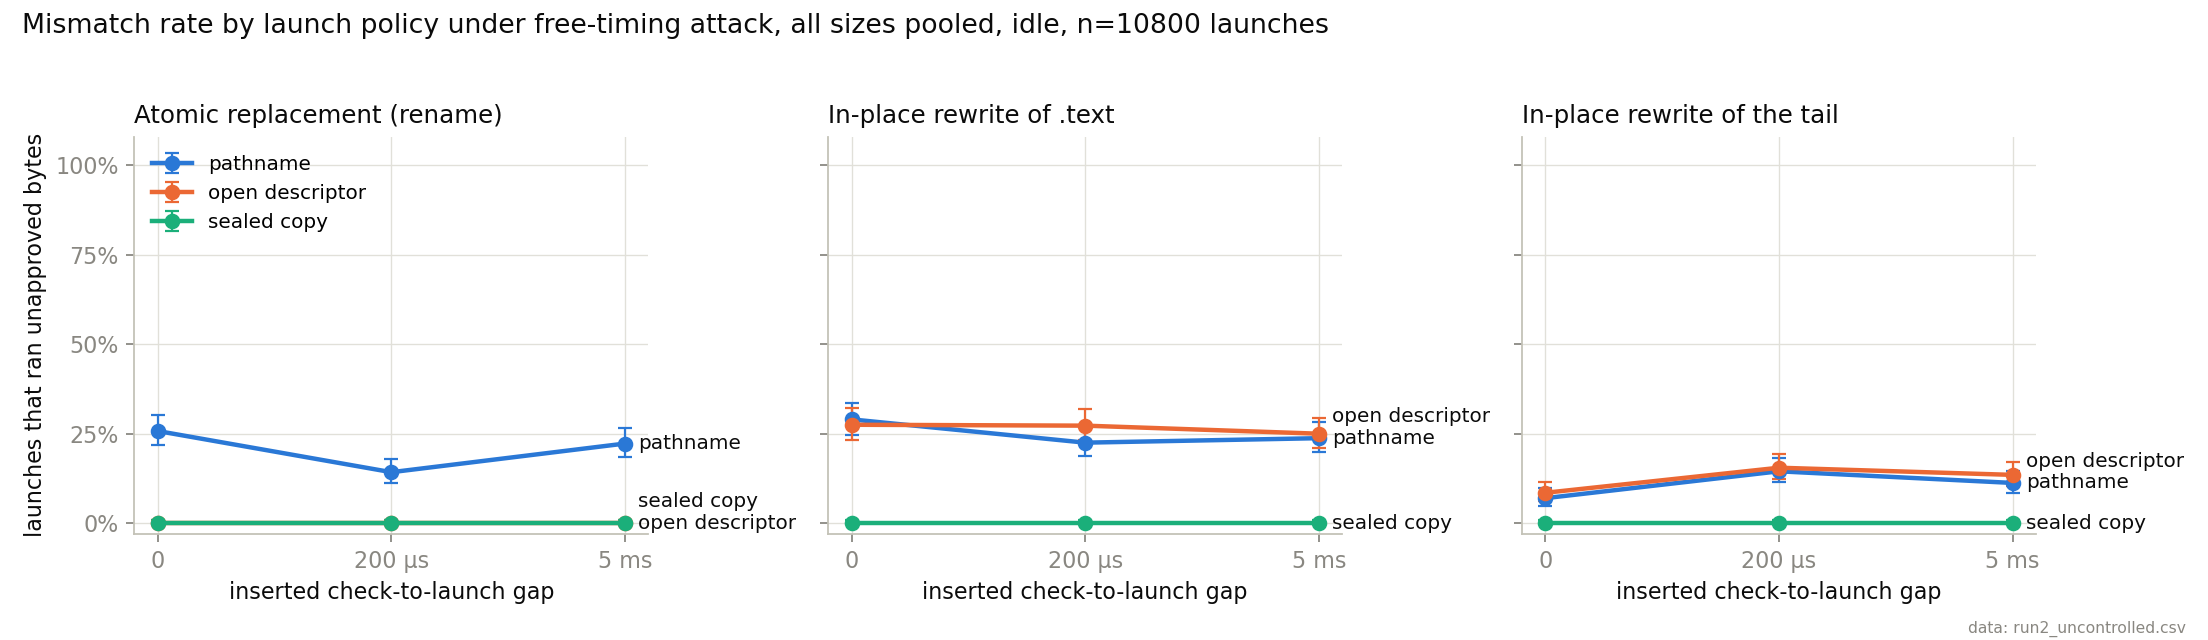 Mismatch rate by launch policy under free-timing attack, all sizes pooled, idle, n=10800 launches
Atomic replacement (rename)
launches that ran unapproved bytes
100%
75%
50%
25%
0%
pathname
open descriptor
sealed copy
pathname
sealed copy
open descriptor
0
200 µs
5 ms
inserted check-to-launch gap
In-place rewrite of .text
open descriptor
pathname
sealed copy
0
200 µs
5 ms
inserted check-to-launch gap
In-place rewrite of the tail
open descriptor
pathname
sealed copy
0
200 µs
5 ms
inserted check-to-launch gap
data: run2_uncontrolled.csv